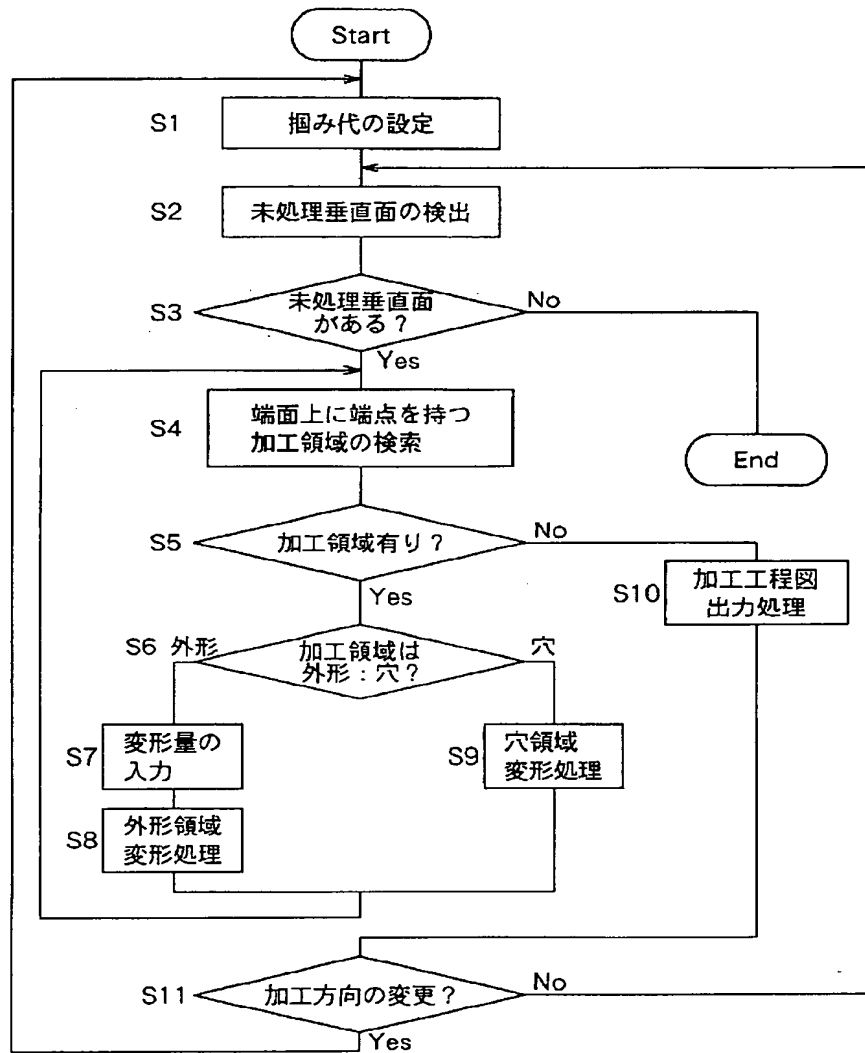 Start
S1
掴み代の設定
S2
未処理垂直面の検出
S3
未処理垂直面
がある？
No
Yes
S4
端面上に端点を持つ
加工領域の検索
End
S5
加工領域有り？
No
Yes
S10
加工工程図
出力処理
S6 外形
加工領域は
外形：穴？
穴
S7
変形量の
入力
S9
穴領域
変形処理
S8
外形領域
変形処理
S11
加工方向の変更？
No
Yes